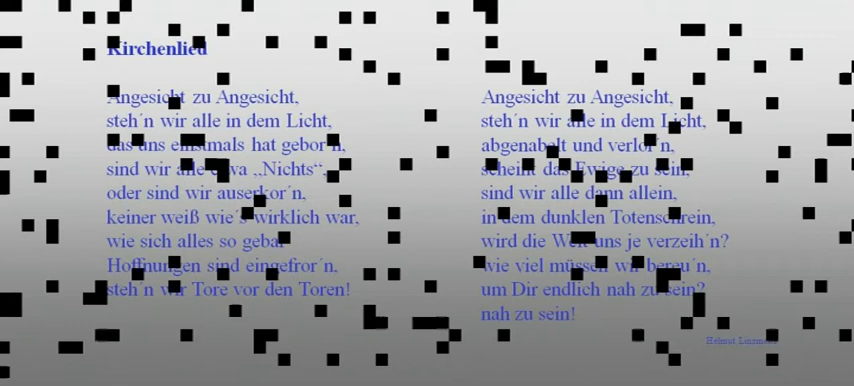 Kirchenlied
Angesicht zu Angesicht,
steh´n wir alle in dem Licht,
das uns einstmals hat gebor´n,
sind wir alle etwa „Nichts“,
oder sind wir auserkor´n,
keiner weiß wie´s wirklich war,
wie sich alles so gebar
Hoffnungen sind eingefror´n,
steh´n wir Tore vor den Toren!
Angesicht zu Angesicht,
steh´n wir alle in dem Licht,
abgenabelt und verlor´n,
scheint das Ewige zu sein,
sind wir alle dann allein,
in dem dunklen Totenschrein,
wird die Welt uns je verzeih´n?
wie viel müssen wir bereu´n,
um Dir endlich nah zu sein?
nah zu sein!
Helmut